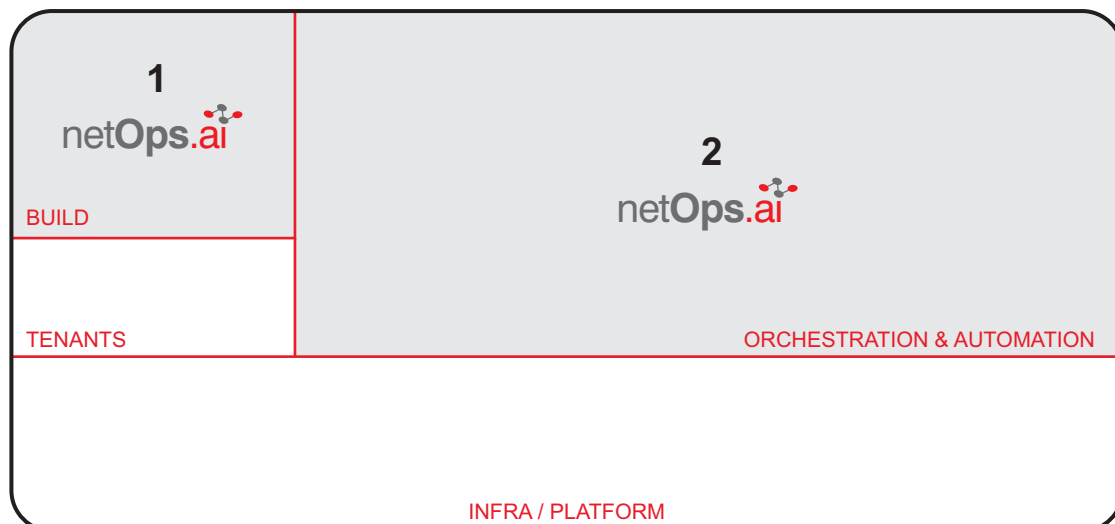 1
netOps.ai
BUILD
2
netOps.ai
TENANTS
ORCHESTRATION & AUTOMATION
INFRA / PLATFORM